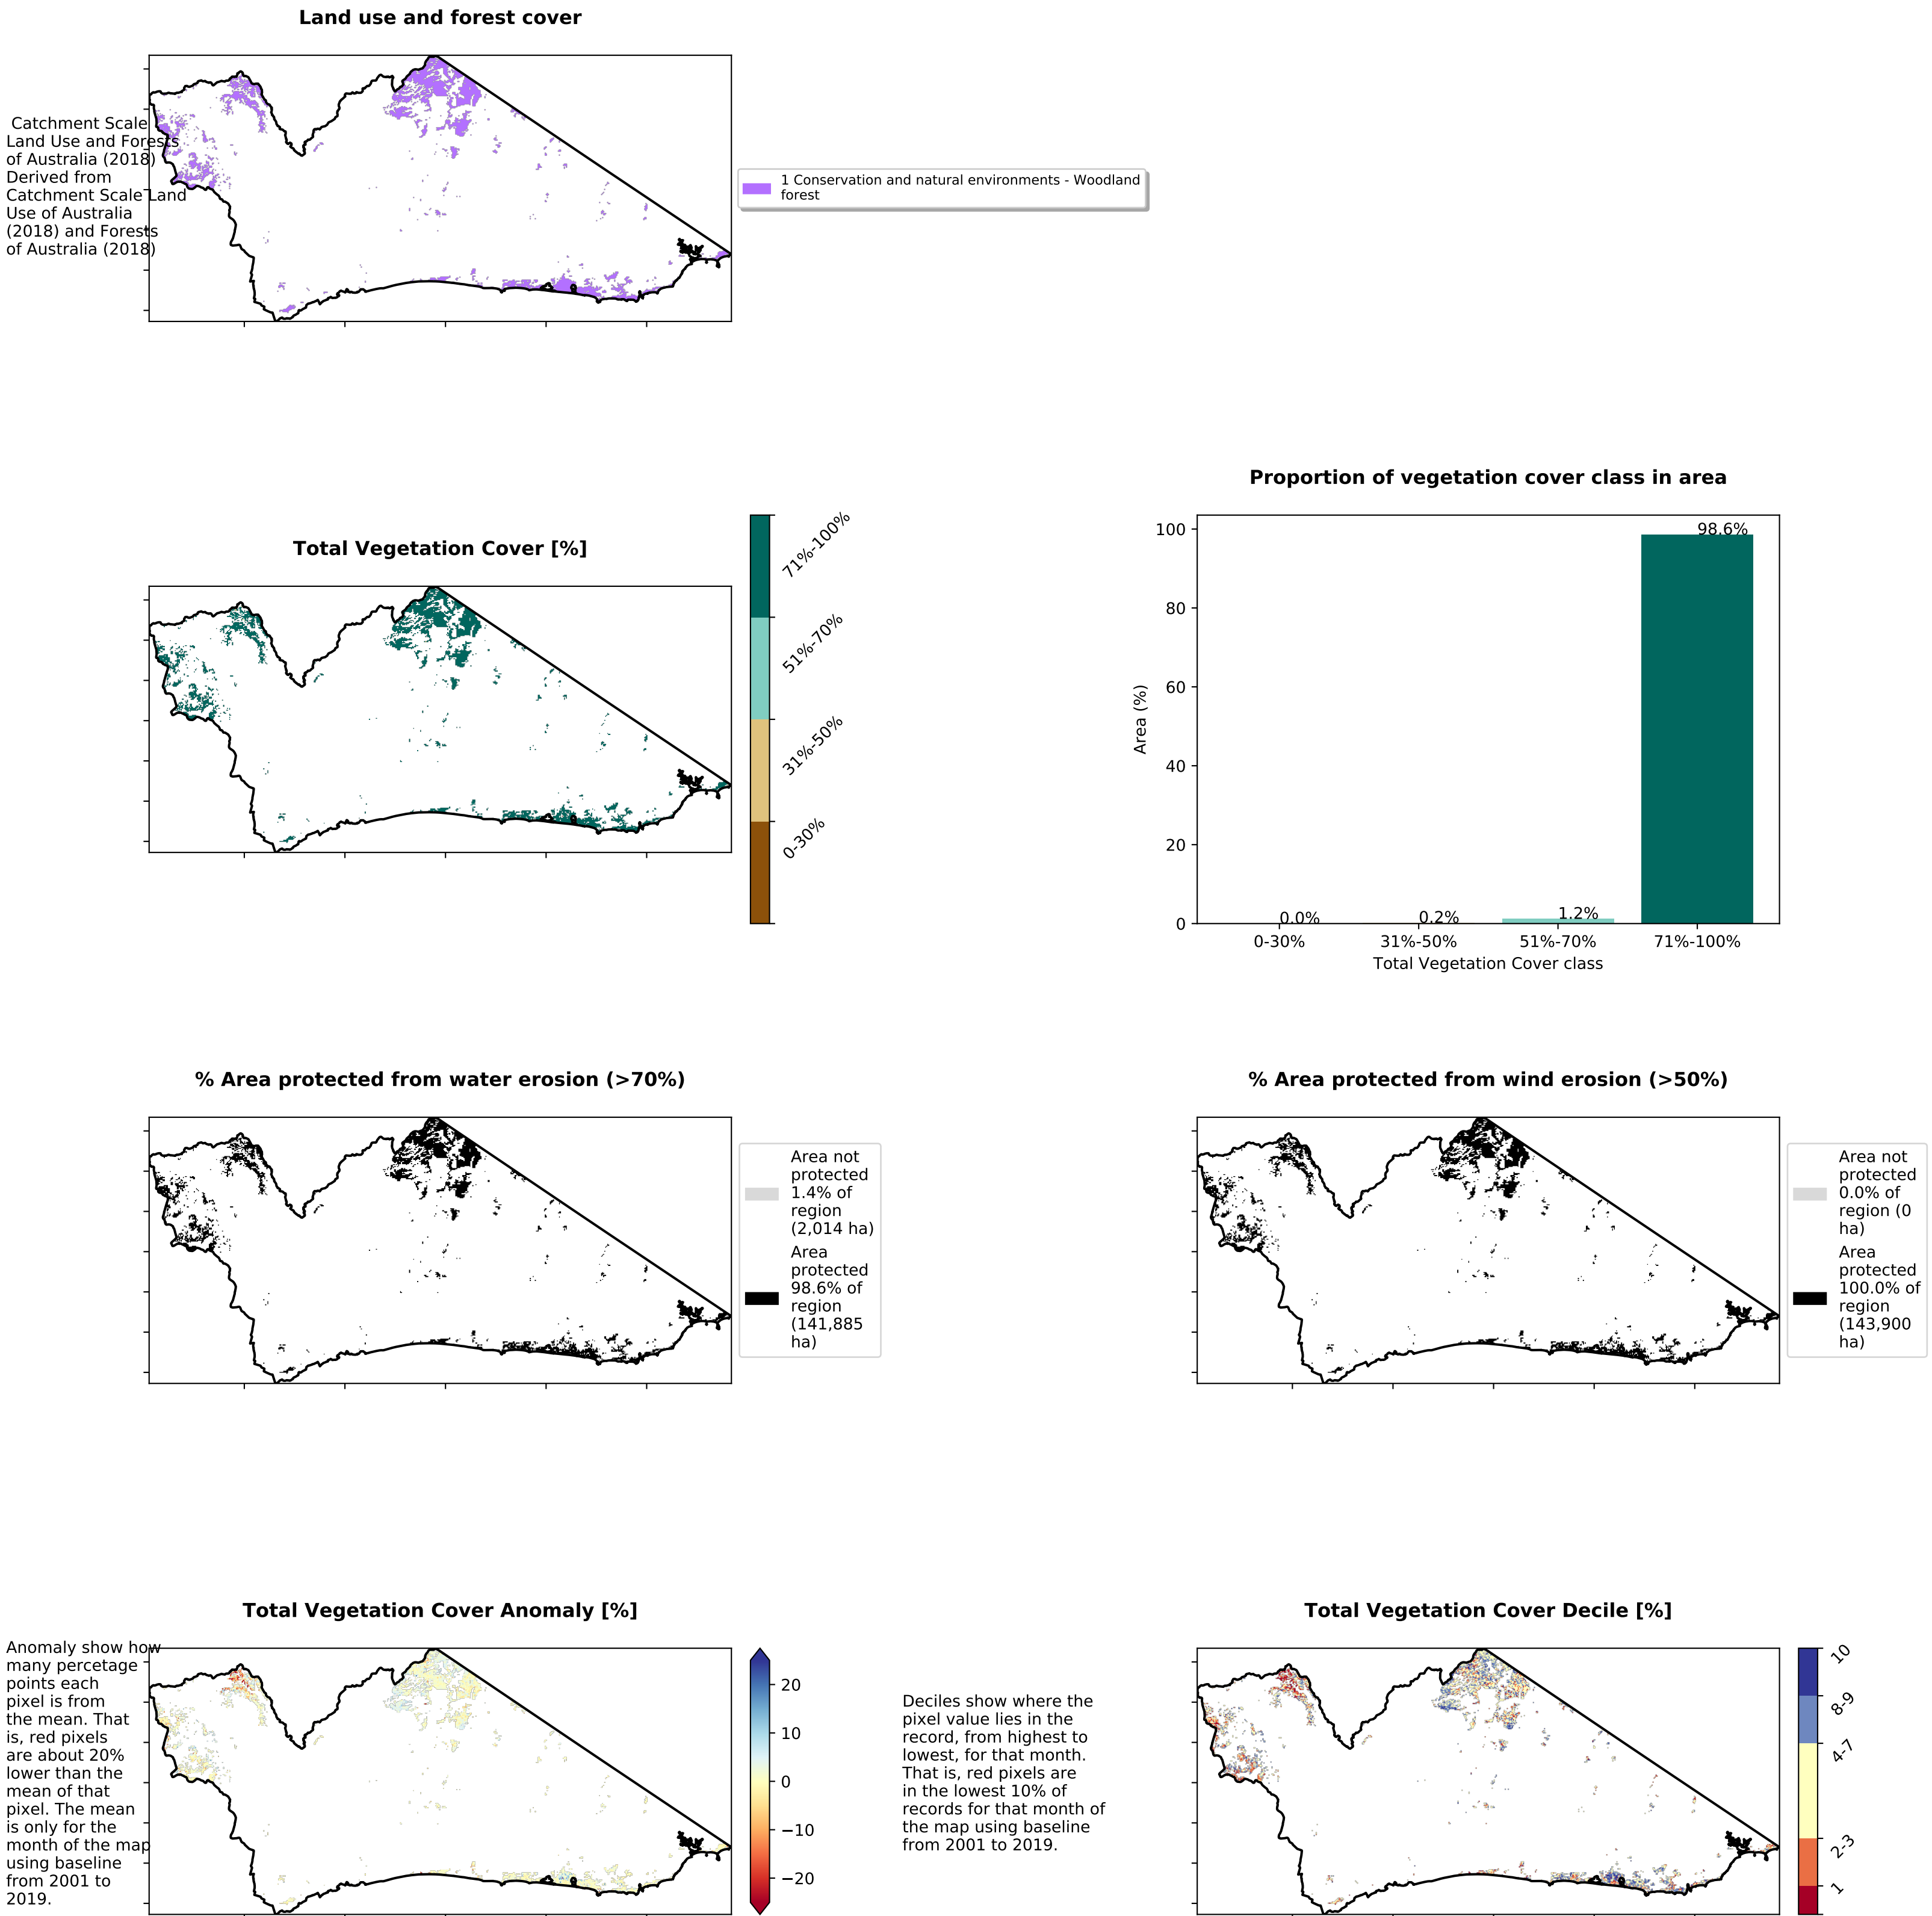 Land use and forest cover
Catchment Scale
Land Use and Forests
of Australia (2018)
Derived from
Catchment Scale Land
Use of Australia
(2018) and Forests
of Australia (2018)
1 Conservation and natural environments - Woodland
forest
Total Vegetation Cover [%]
71%-100%
51%-70%
31%-50%
0-30%
Proportion of vegetation cover class in area
100
80
60
40
20
0
Area (%)
0.0%
0.2%
1.2%
98.6%
0-30%
31%-50%
51%-70%
71%-100%
Total Vegetation Cover class
% Area protected from water erosion (>70%)
Area not
protected
1.4% of
region
(2,014 ha)
Area
protected
98.6% of
region
(141,885
ha)
% Area protected from wind erosion (>50%)
Area not
protected
0.0% of
region (0
ha)
Area
protected
100.0% of
region
(143,900
ha)
Total Vegetation Cover Anomaly [%]
Anomaly show how
many percetage
points each
pixel is from
the mean. That
is, red pixels
are about 20%
lower than the
mean of that
pixel. The mean
is only for the
month of the map
using baseline
from 2001 to
2019.
20
10
0
−10
−20
Total Vegetation Cover Decile [%]
Deciles show where the
pixel value lies in the
record, from highest to
lowest, for that month.
That is, red pixels are
in the lowest 10% of
records for that month of
the map using baseline
from 2001 to 2019.
10
8-9
4-7
2-3
1